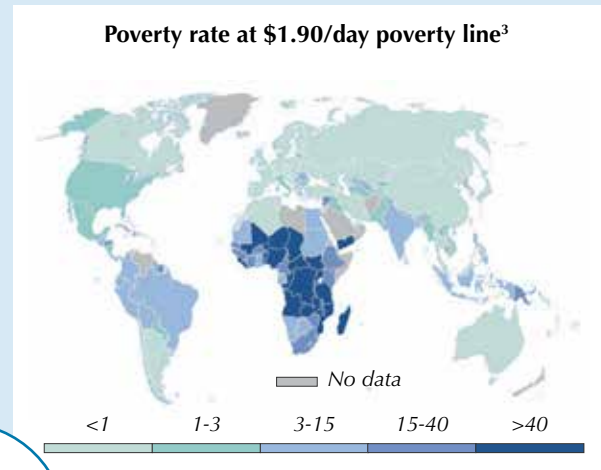 Poverty rate at $1.90/day poverty line³
No data
<1 1-3 3-15 15-40 >40